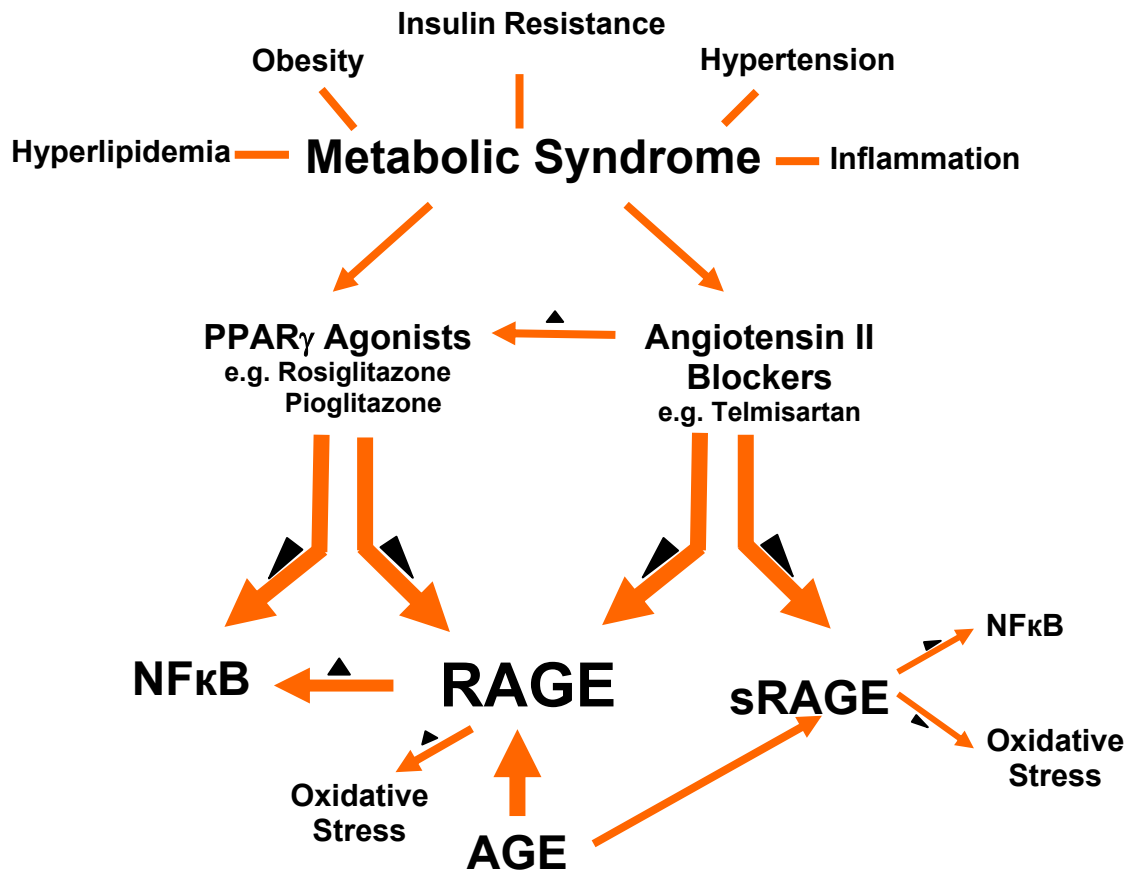 Insulin Resistance
Obesity
Hypertension
Hyperlipidemia
Metabolic Syndrome
Inflammation
PPARγ Agonists
e.g. Rosiglitazone
Pioglitazone
Angiotensin II
Blockers
e.g. Telmisartan
NFκB
RAGE
sRAGE
NFκB
Oxidative
Stress
Oxidative
Stress
AGE